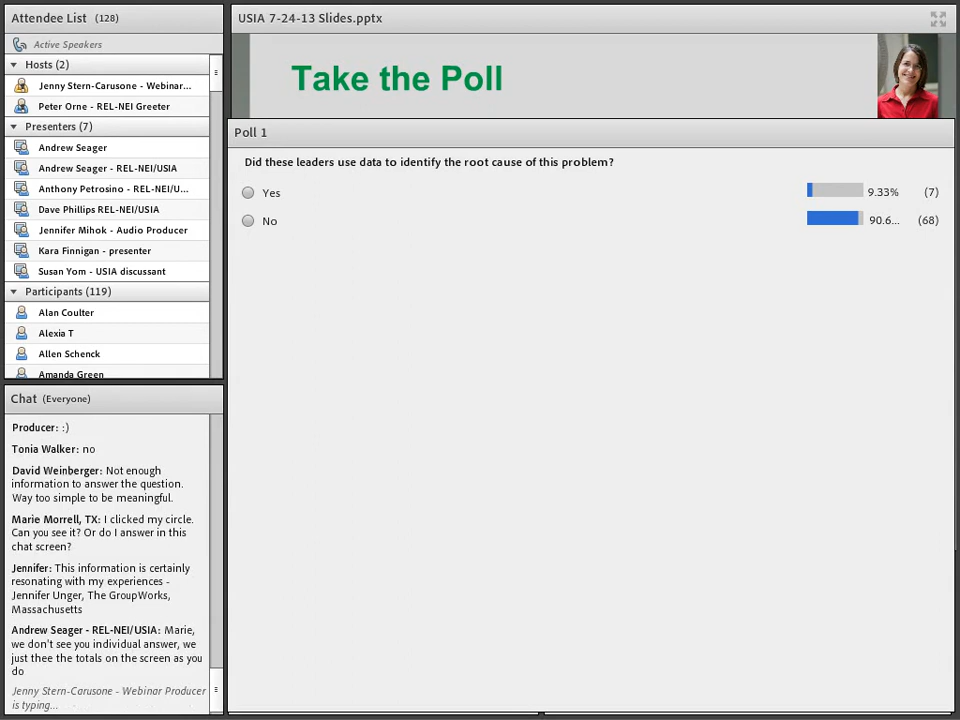 Attendee List (128)
Active Speakers
Hosts (2)
Jenny Stern-Carusone - Webinar...
Peter Orne - REL-NEI Greeter
Presenters (7)
Andrew Seager
Andrew Seager - REL-NEI/USIA
Anthony Petrosino - REL-NEI/U...
Dave Phillips REL-NEI/USIA
Jennifer Mihok - Audio Producer
Kara Finnigan - presenter
Susan Yom - USIA discussant
Participants (119)
Alan Coulter
Alexia T
Allen Schenck
Amanda Green
Chat (Everyone)
Producer: :)
Tonia Walker: no
David Weinberger: Not enough
information to answer the question.
Way too simple to be meaningful.
Marie Morrell, TX: I clicked my circle.
Can you see it? Or do I answer in this
chat screen?
Jennifer: This information is certainly
resonating with my experiences -
Jennifer Unger, The GroupWorks,
Massachusetts
Andrew Seager - REL-NEI/USIA: Marie,
we don't see you individual answer, we
just thee the totals on the screen as you
do
Jenny Stern-Carusone - Webinar Producer
is typing...
USIA 7-24-13 Slides.pptx
Take the Poll
Poll 1
Did these leaders use data to identify the root cause of this problem?
Yes 9.33% (7)
No 90.6... (68)